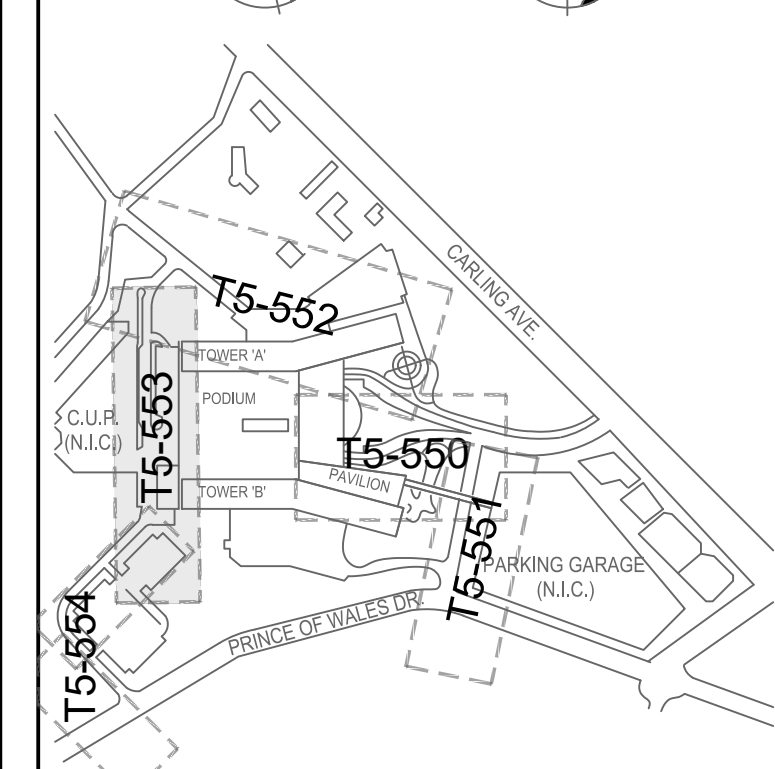 CARLING AVE.
T5-552
TOWER 'A'
T5-553
PODIUM
C.U.P.
(N.I.C.)
T5-550
PAVILION
TOWER 'B'
T5-551
PARKING GARAGE
(N.I.C.)
T5-554
PRINCE OF WALES DR.